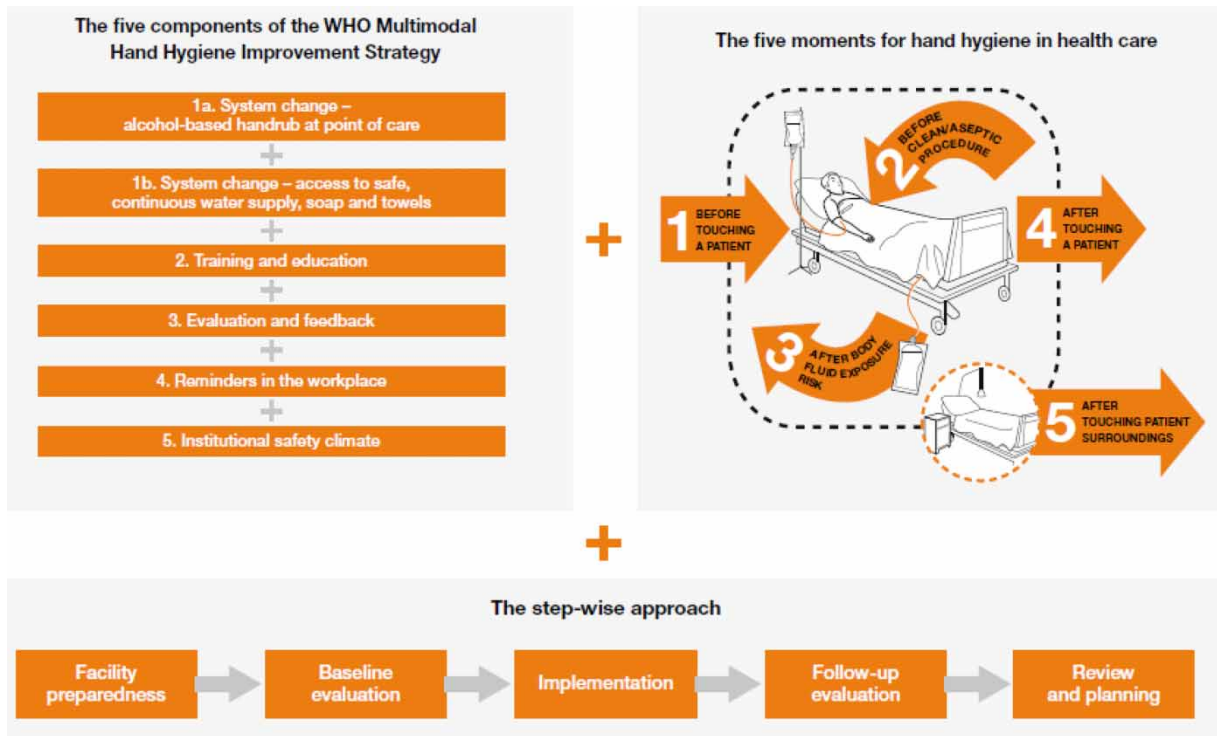 The five components of the WHO Multimodal
Hand Hygiene Improvement Strategy
1a. System change –
alcohol-based handrub at point of care
+
1b. System change – access to safe,
continuous water supply, soap and towels
+
2. Training and education
+
3. Evaluation and feedback
+
4. Reminders in the workplace
+
5. Institutional safety climate
+
The five moments for hand hygiene in health care
1
BEFORE
TOUCHING
A PATIENT
2
BEFORE
CLEAN/ASEPTIC
PROCEDURE
3
AFTER BODY
FLUID EXPOSURE
RISK
4
AFTER
TOUCHING
A PATIENT
5
AFTER
TOUCHING PATIENT
SURROUNDINGS
+
The step-wise approach
Facility
preparedness
Baseline
evaluation
Implementation
Follow-up
evaluation
Review
and planning